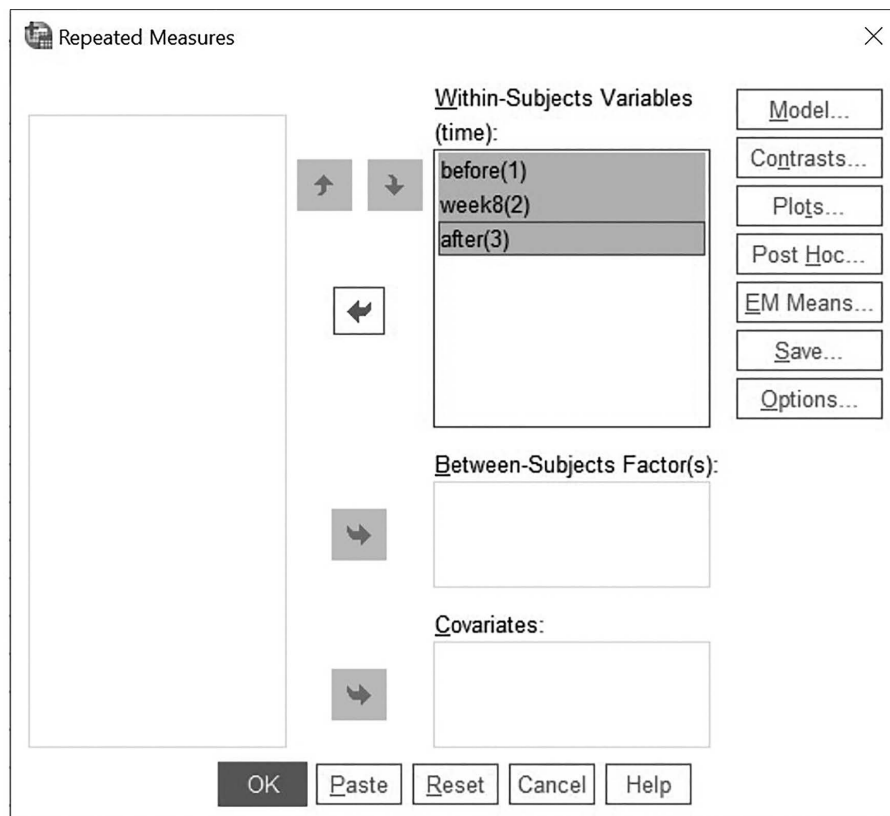 Repeated Measures
Within-Subjects Variables
(time):
before(1)
week8(2)
after(3)
Model...
Contrasts...
Plots...
Post Hoc...
EM Means...
Save...
Options...
Between-Subjects Factor(s):
Covariates:
OK
Paste
Reset
Cancel
Help